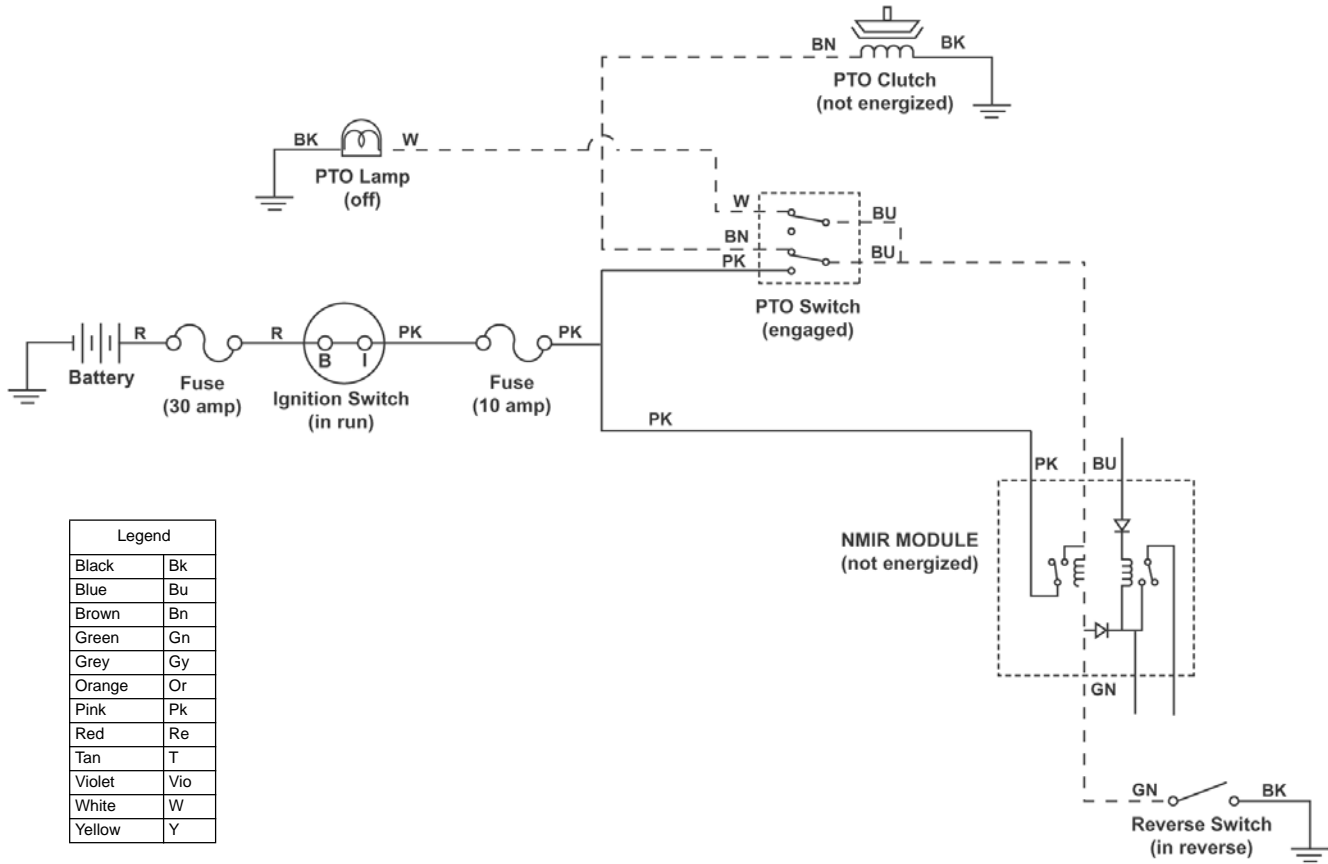 BN
BK
PTO Clutch
(not energized)
BK
W
PTO Lamp
(off)
W
BU
BN
BU
PK
PTO Switch
(engaged)
R
R
PK
PK
B
I
Battery
Fuse
(30 amp)
Ignition Switch
(in run)
Fuse
(10 amp)
PK
PK
BU
NMIR MODULE
(not energized)
GN
GN
BK
Reverse Switch
(in reverse)
Legend
Black Bk
Blue Bu
Brown Bn
Green Gn
Grey Gy
Orange Or
Pink Pk
Red Re
Tan T
Violet Vio
White W
Yellow Y